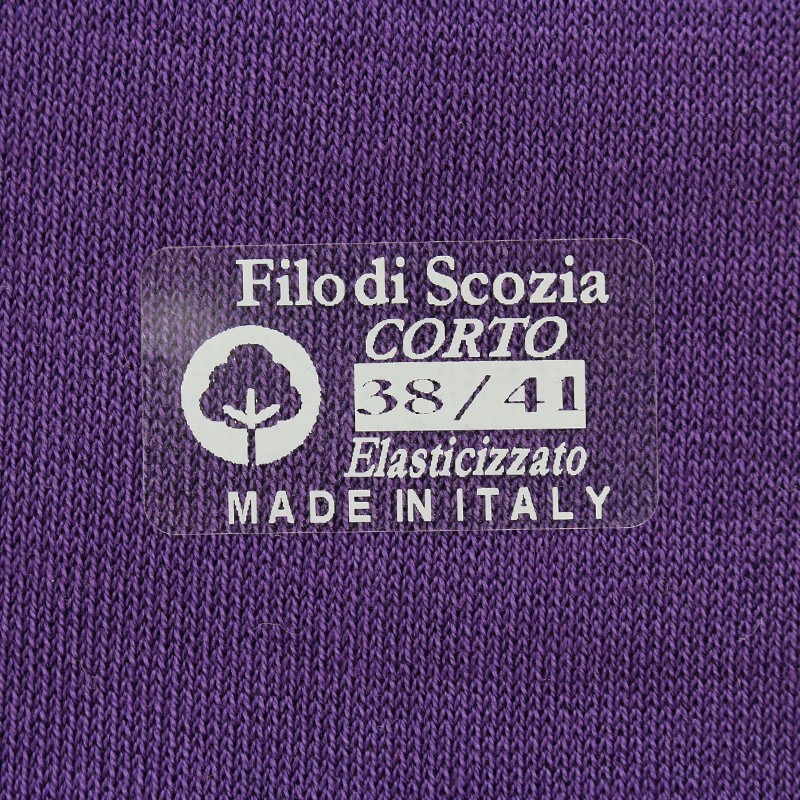 Filo di Scozia
CORTO
38/41
Elasticizzato
MADE IN ITALY